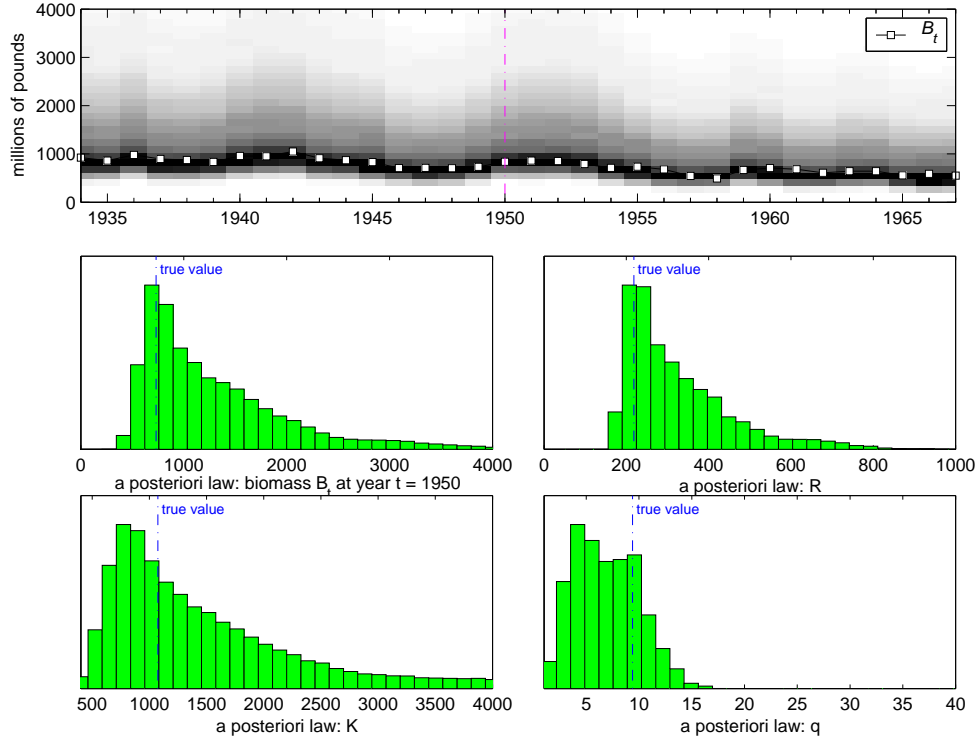 4000
3000
2000
1000
0
millions of pounds
B_t
1935 1940 1945 1950 1955 1960 1965
true value
0 1000 2000 3000 4000
a posteriori law: biomass B_t at year t = 1950
true value
0 200 400 600 800 1000
a posteriori law: R
true value
500 1000 1500 2000 2500 3000 3500 4000
a posteriori law: K
true value
5 10 15 20 25 30 35 40
a posteriori law: q